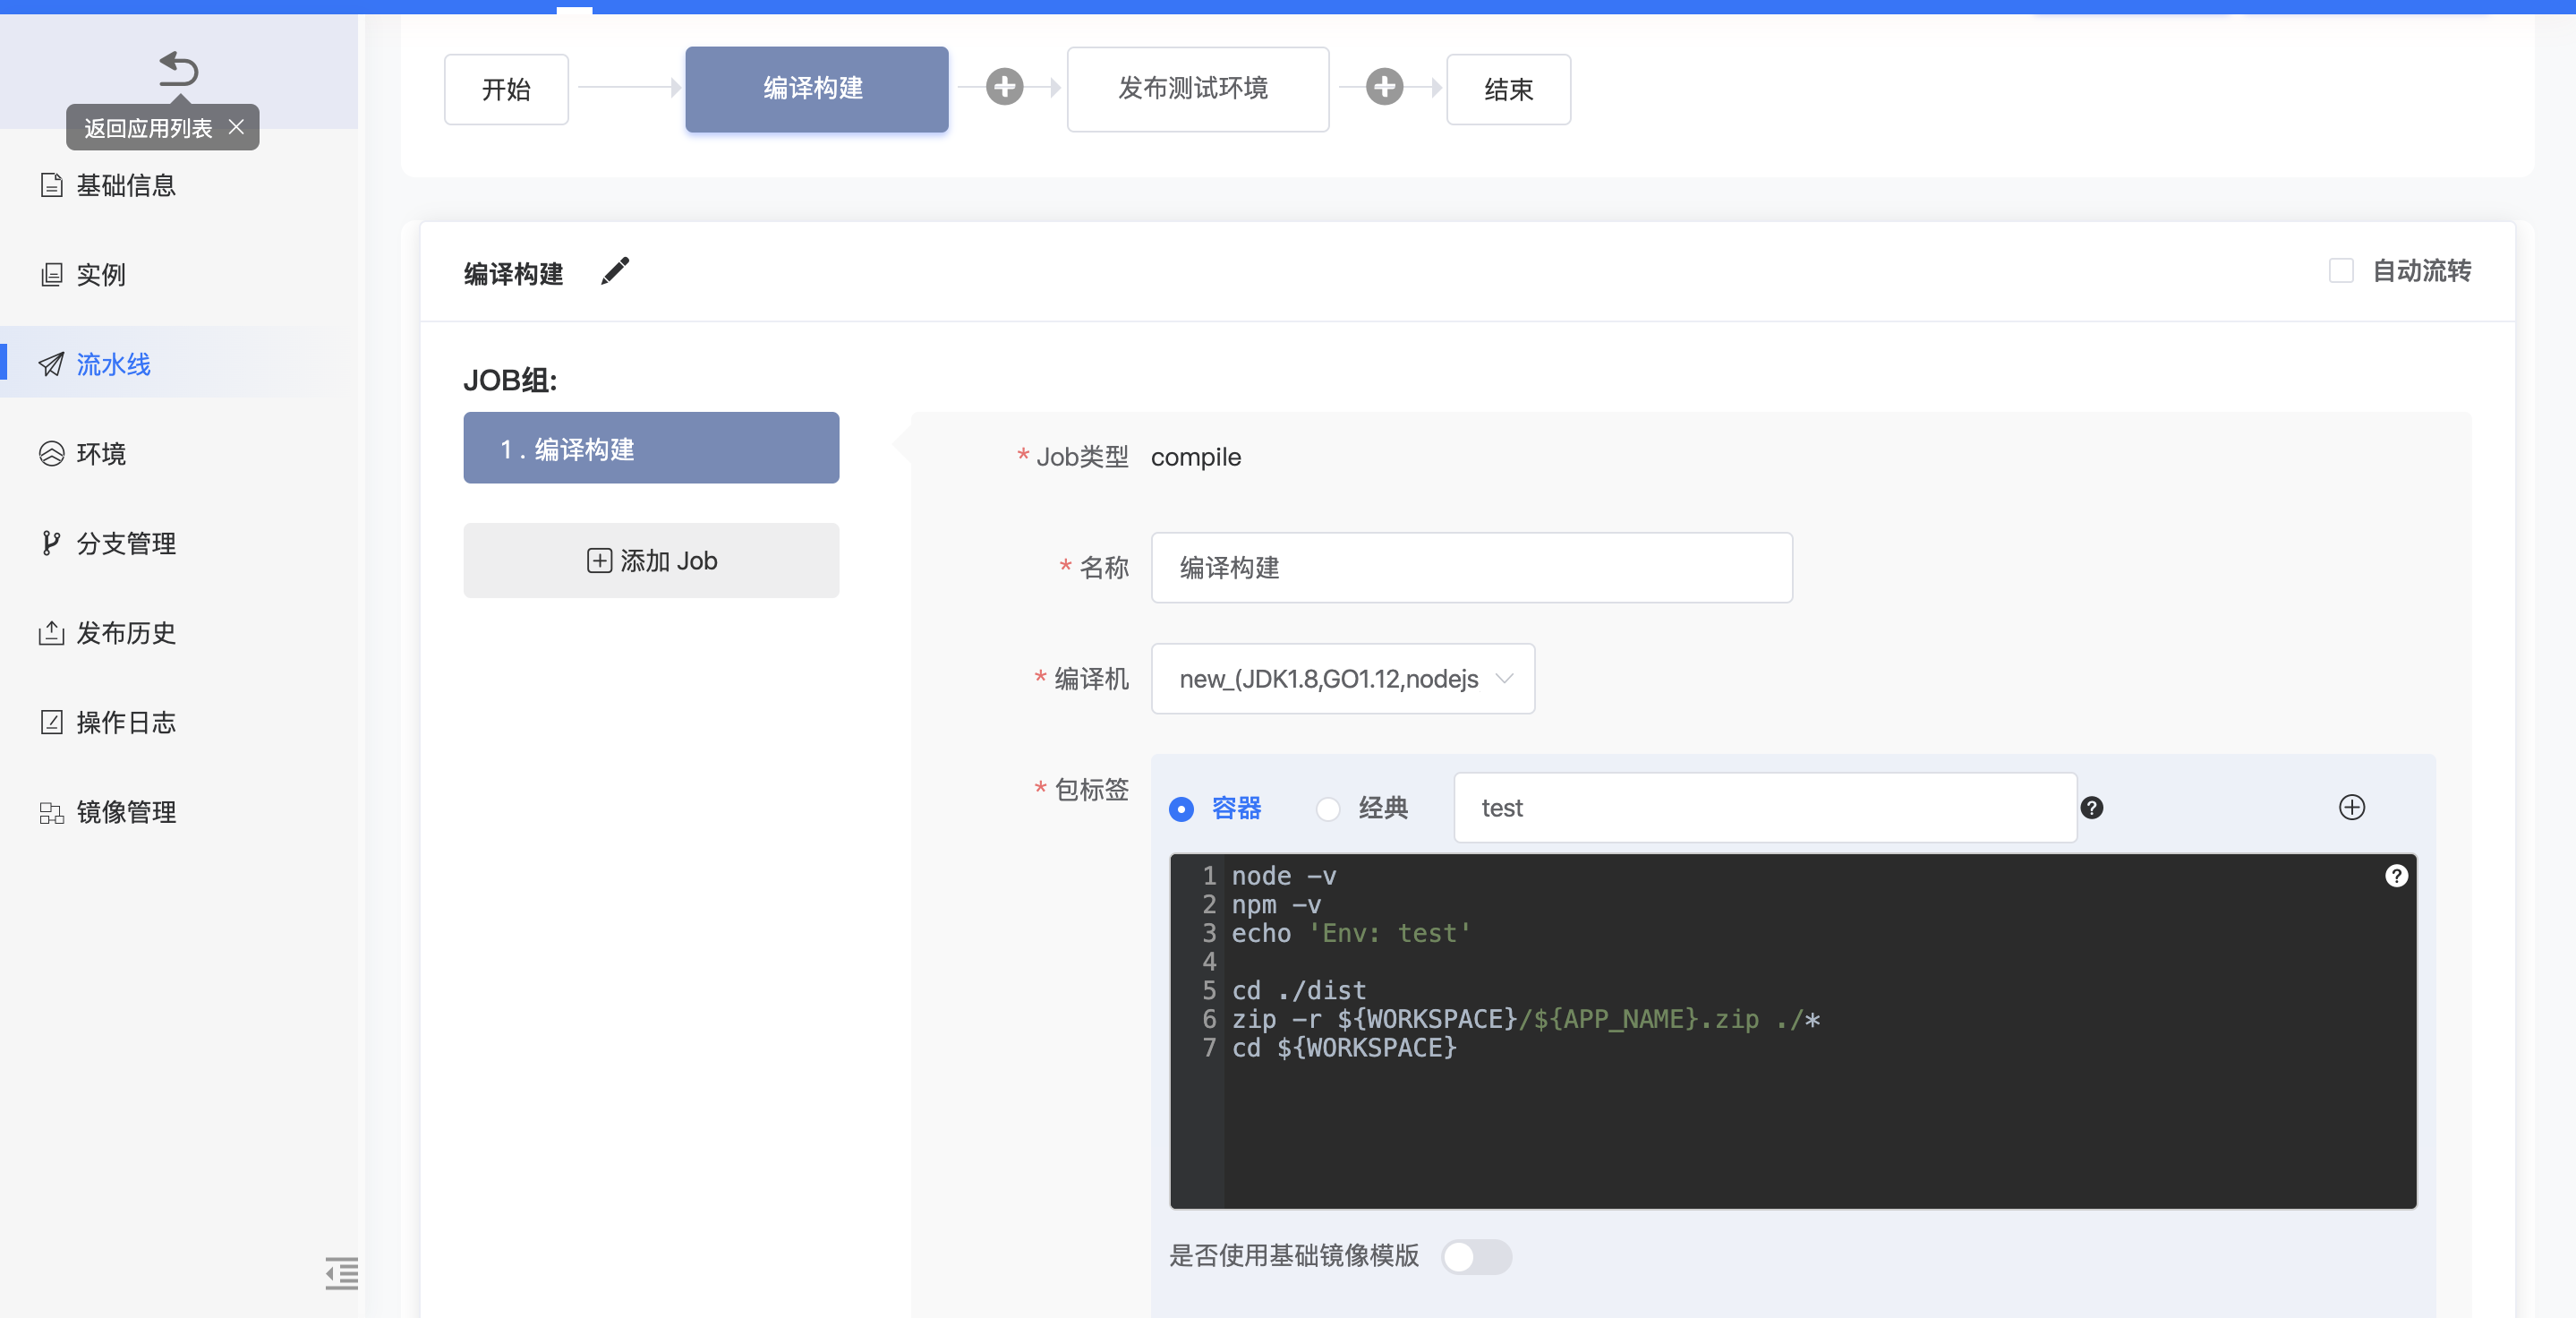 开始
编译构建
发布测试环境
结束
返回应用列表
基础信息
实例
流水线
环境
分支管理
发布历史
操作日志
镜像管理
编译构建
自动流转
JOB组:
1 . 编译构建
添加 Job
* Job类型 compile
* 名称 编译构建
* 编译机 new_(JDK1.8,GO1.12,nodejs
* 包标签 容器 经典 test
1 node -v
2 npm -v
3 echo 'Env: test'
4
5 cd ./dist
6 zip -r ${WORKSPACE}/${APP_NAME}.zip ./*
7 cd ${WORKSPACE}
是否使用基础镜像模版